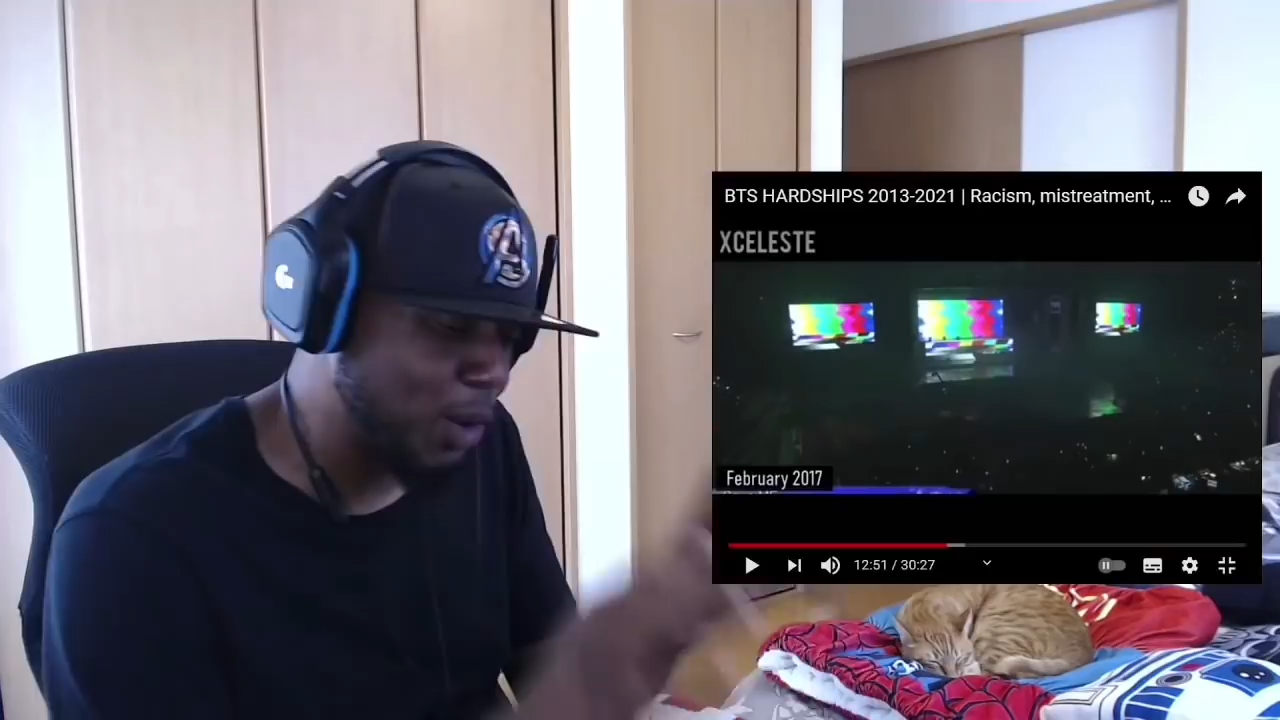 BTS HARDSHIPS 2013-2021 | Racism, mistreatment, ...
XCELESTE
February 2017
12:51 / 30:27